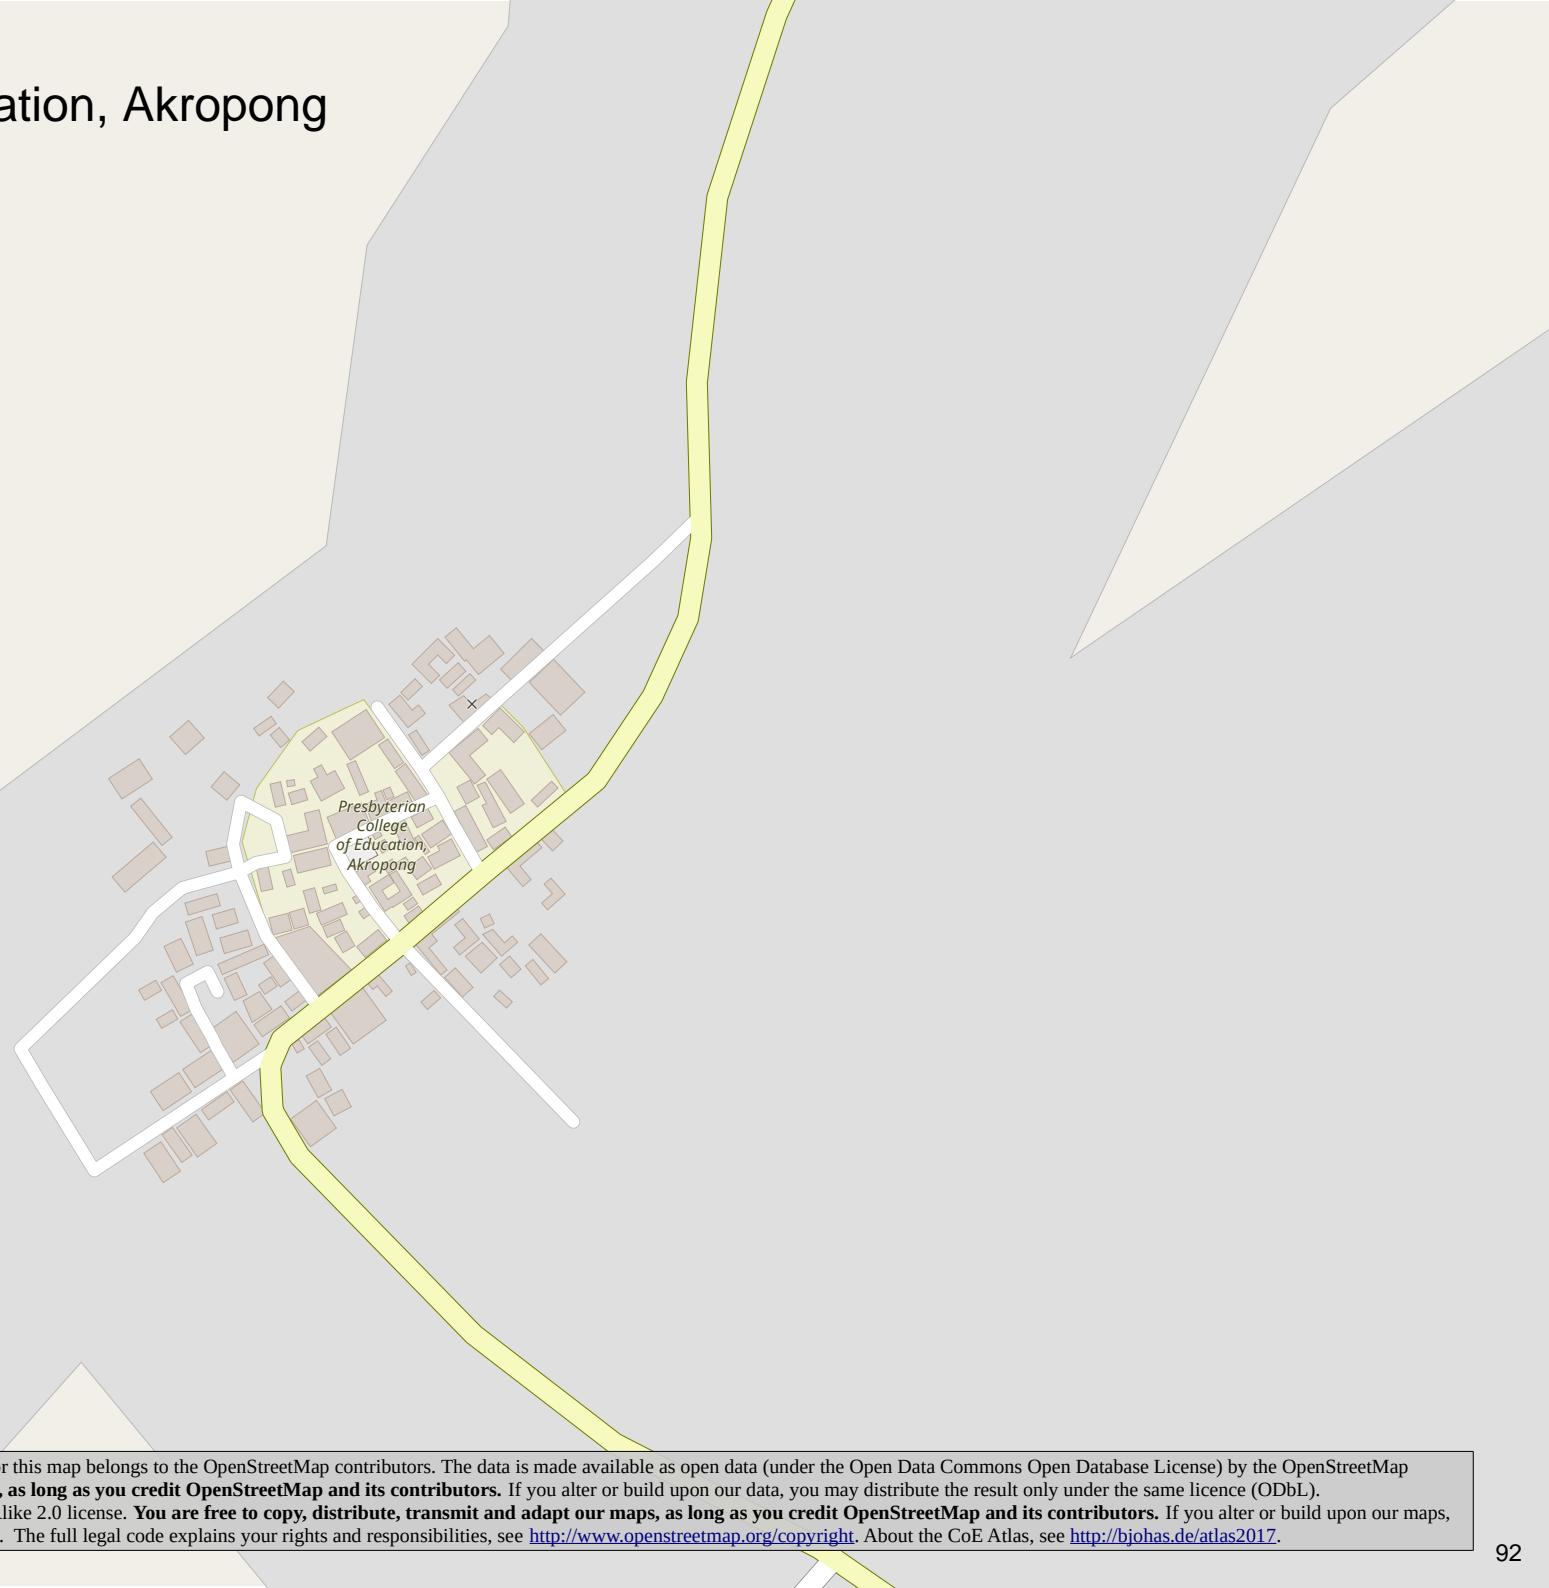 ation, Akropong
Presbyterian
College
of Education,
Akropong
r this map belongs to the OpenStreetMap contributors. The data is made available as open data (under the Open Data Commons Open Database License) by the OpenStreetMap
, as long as you credit OpenStreetMap and its contributors. If you alter or build upon our data, you may distribute the result only under the same licence (ODbL).
like 2.0 license. You are free to copy, distribute, transmit and adapt our maps, as long as you credit OpenStreetMap and its contributors. If you alter or build upon our maps,
. The full legal code explains your rights and responsibilities, see http://www.openstreetmap.org/copyright. About the CoE Atlas, see http://bjohas.de/atlas2017.
92